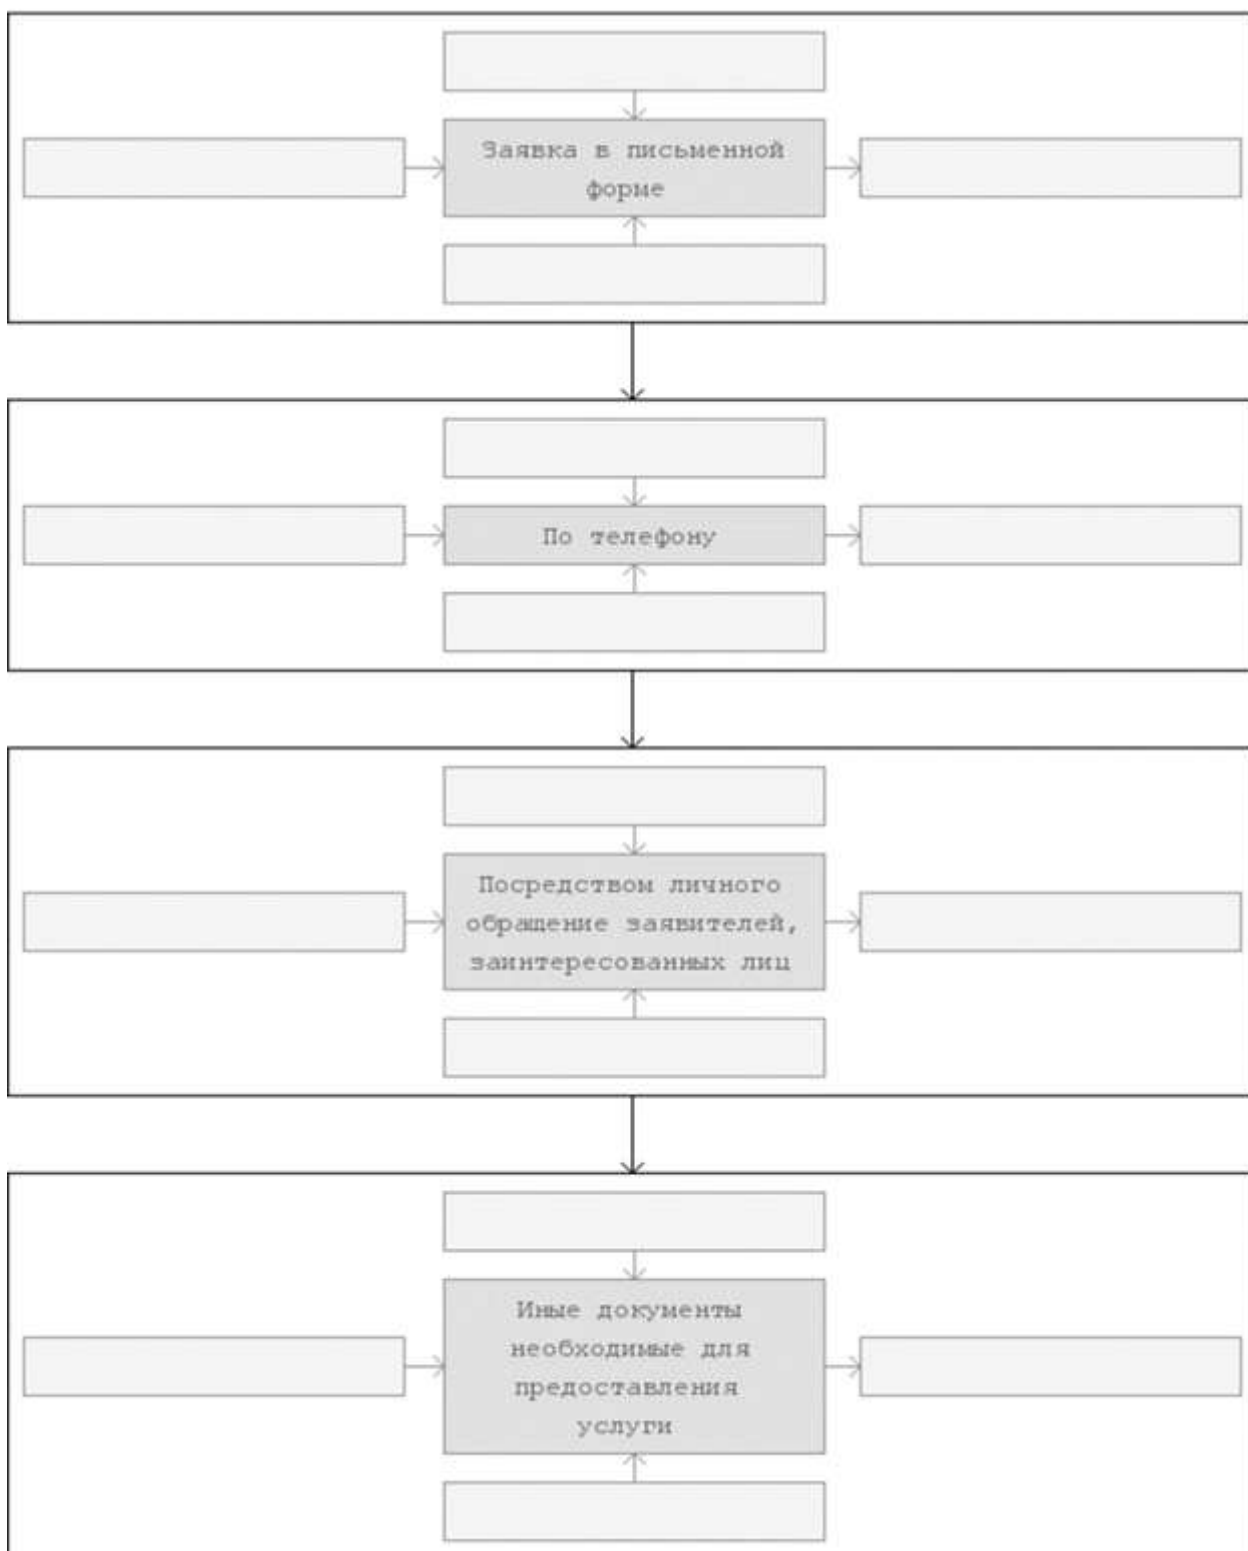 Заявка в письменной
форме
По телефону
Посредством личного
обращение заявителей,
заинтересованных лиц
Иные документы
необходимые для
предоставления
услуги